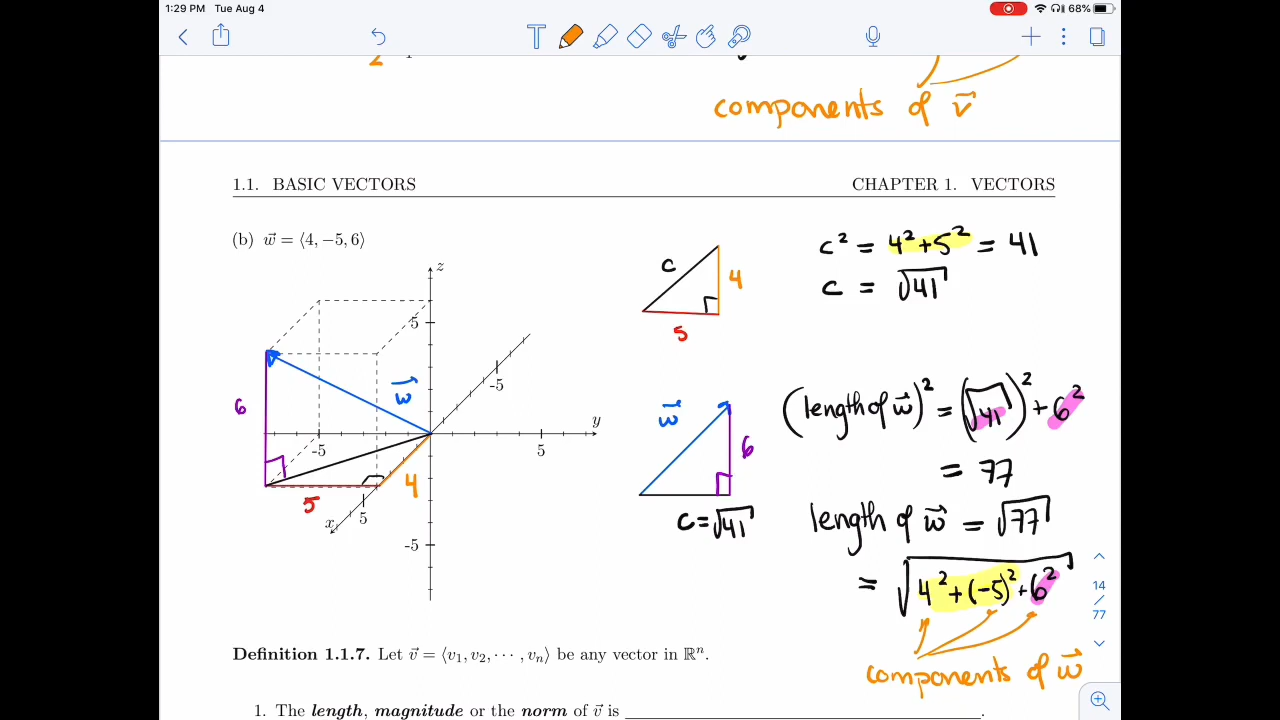 1:29 PM Tue Aug 4
68%
T
2
components of v⃗
1.1. BASIC VECTORS
CHAPTER 1. VECTORS
(b) w⃗ = ⟨4, −5, 6⟩
c² = 4² + 5² = 41
c = √41
z
c
4
5
5
-5
w⃗
6
y
-5
5
5
4
x
5
-5
w⃗
6
c = √41
(length of w⃗)² = (√41)² + 6²
= 77
length of w⃗ = √77
= √4² + (−5)² + 6²
components of w⃗
14
/
77
Definition 1.1.7. Let v⃗ = ⟨v₁, v₂, ⋯ , vₙ⟩ be any vector in ℝⁿ.
1. The length, magnitude or the norm of v⃗ is ____________.